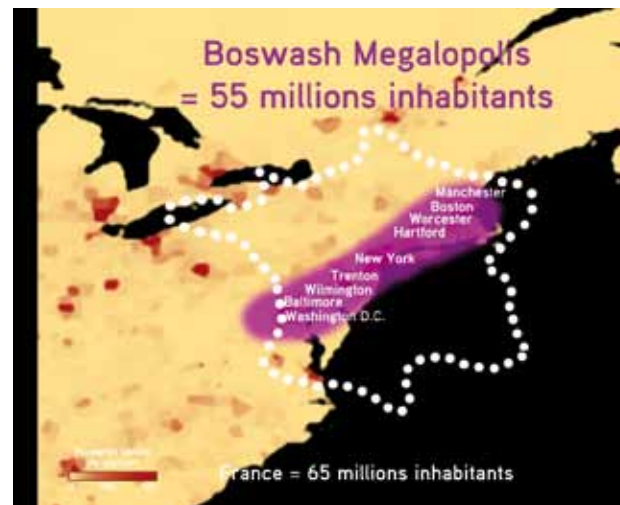 Boswash Megalopolis
= 55 millions inhabitants
Manchester
Boston
Worcester
Hartford
New York
Trenton
Wilmington
Baltimore
Washington D.C.
France = 65 millions inhabitants